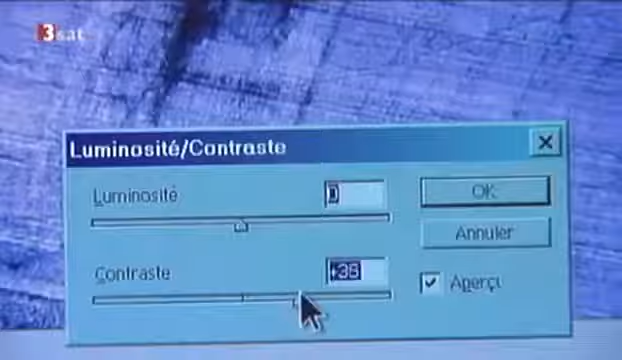 3sat
Luminosité/Contraste
Luminosité 0 OK
Annuler
Contraste +38 Aperçu